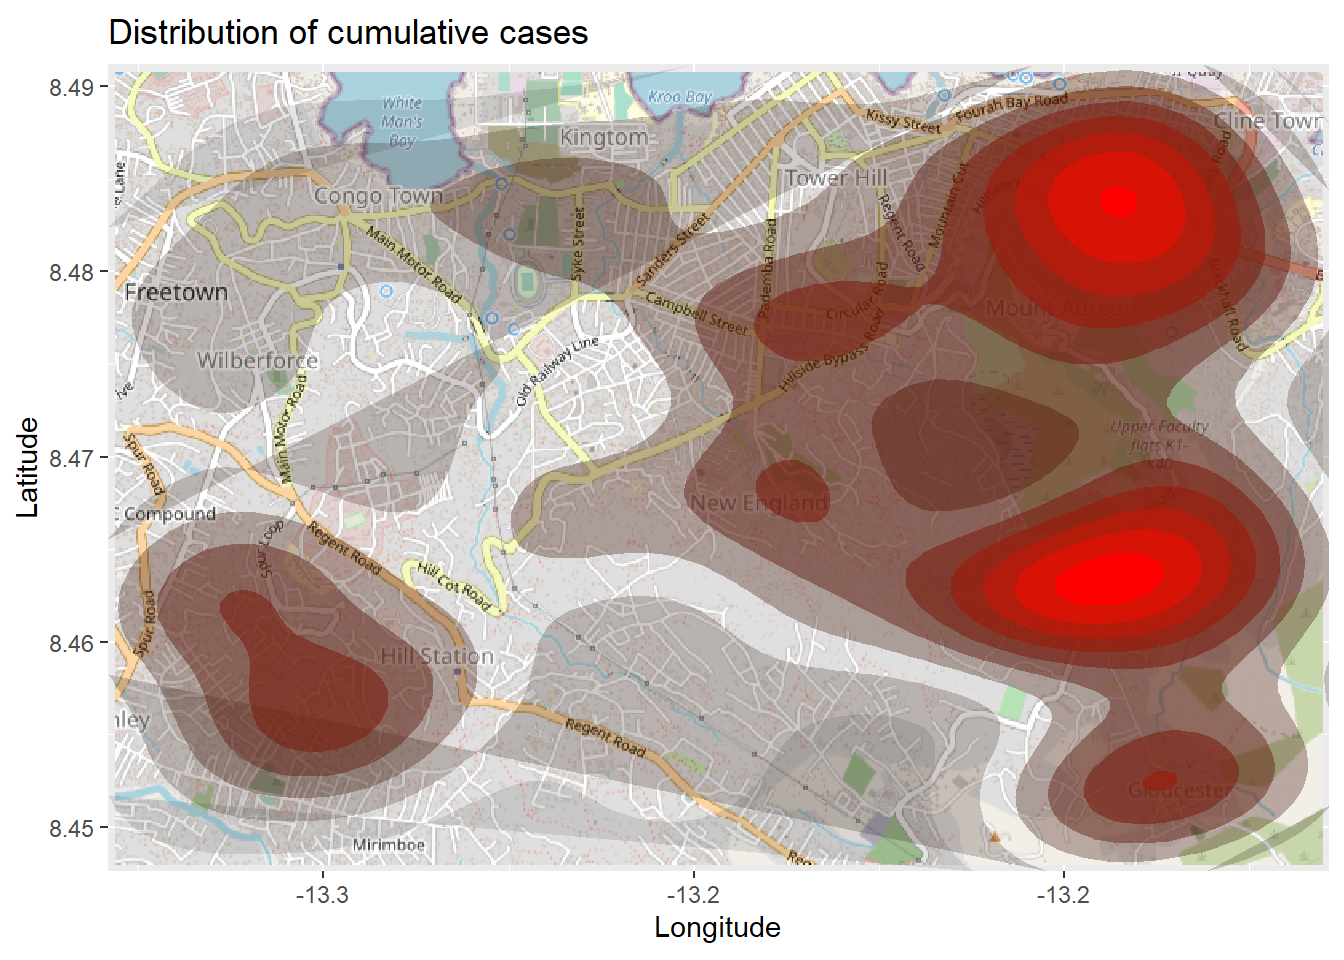 Distribution of cumulative cases
8.49
8.48
8.47
8.46
8.45
Latitude
White
Man's
Bay
Kroo Bay
Quay
Kingtom
Kissy Street
Fourah Bay Road
Cline Town
Road
Lane
Congo Town
Tower Hill
Mountain Cut
Regent Road
Main Motor Road
Syke Street
Sanders Street
Pademba Road
Circular Road
Mount Aureol
Freetown
Campbell Street
Hillside Bypass Road
Road
Wilberforce
Old Railway Line
Main Motor Road
Upper Faculty
flats K1-
K40
Spur Road
New England
Compound
Spur Loop
Regent Road
Hill Cot Road
Spur Road
Hill Station
nley
Regent Road
Gloucester
Mirimboe
Reg
-13.3
-13.2
-13.2
Longitude